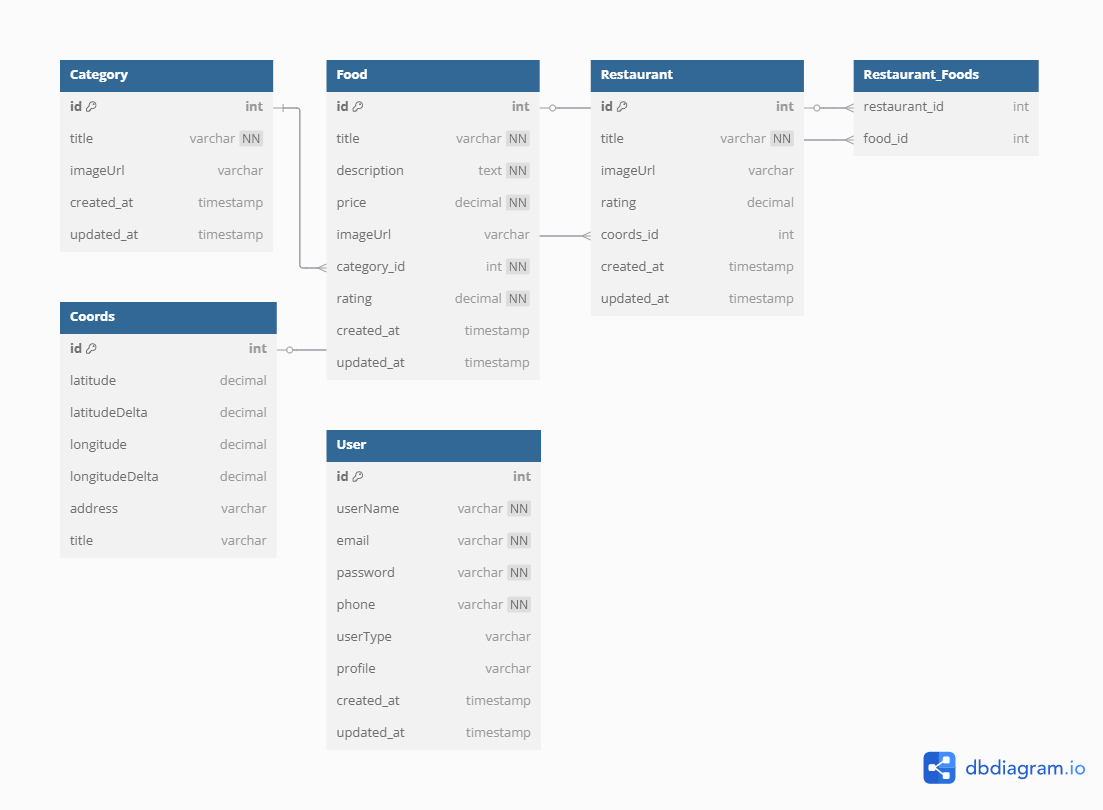 Category
id int
title varchar NN
imageUrl varchar
created_at timestamp
updated_at timestamp
Food
id int
title varchar NN
description text NN
price decimal NN
imageUrl varchar
category_id int NN
rating decimal NN
created_at timestamp
updated_at timestamp
Restaurant
id int
title varchar NN
imageUrl varchar
rating decimal
coords_id int
created_at timestamp
updated_at timestamp
Restaurant_Foods
restaurant_id int
food_id int
Coords
id int
latitude decimal
latitudeDelta decimal
longitude decimal
longitudeDelta decimal
address varchar
title varchar
User
id int
userName varchar NN
email varchar NN
password varchar NN
phone varchar NN
userType varchar
profile varchar
created_at timestamp
updated_at timestamp
dbdiagram.io